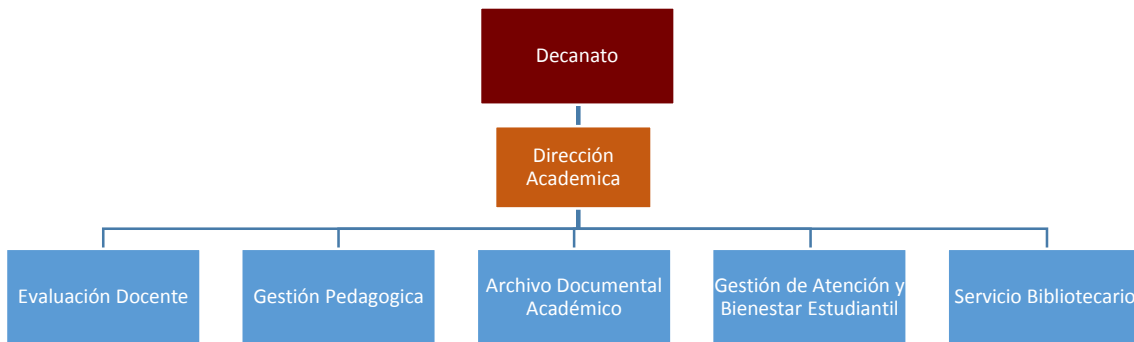 Decanato
Dirección
Academica
Evaluación Docente
Gestión Pedagogica
Archivo Documental
Académico
Gestión de Atención y
Bienestar Estudiantil
Servicio Bibliotecario